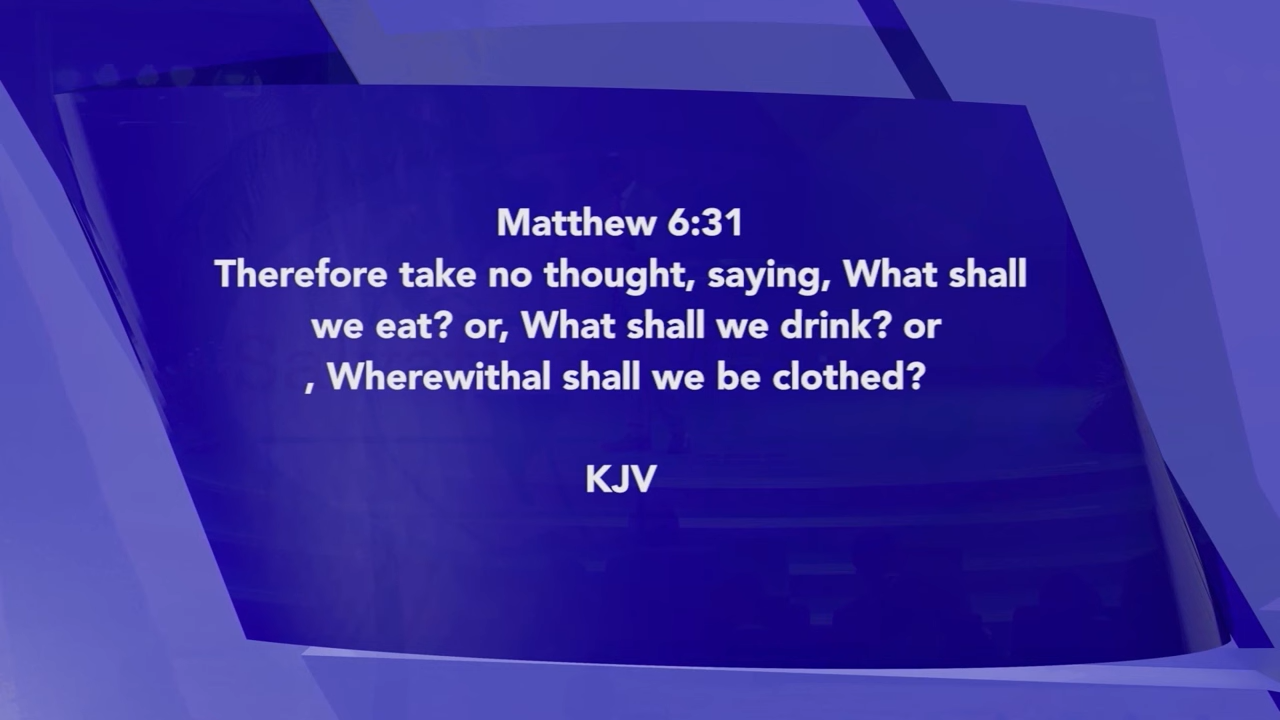 Matthew 6:31
Therefore take no thought, saying, What shall
we eat? or, What shall we drink? or
, Wherewithal shall we be clothed?
KJV